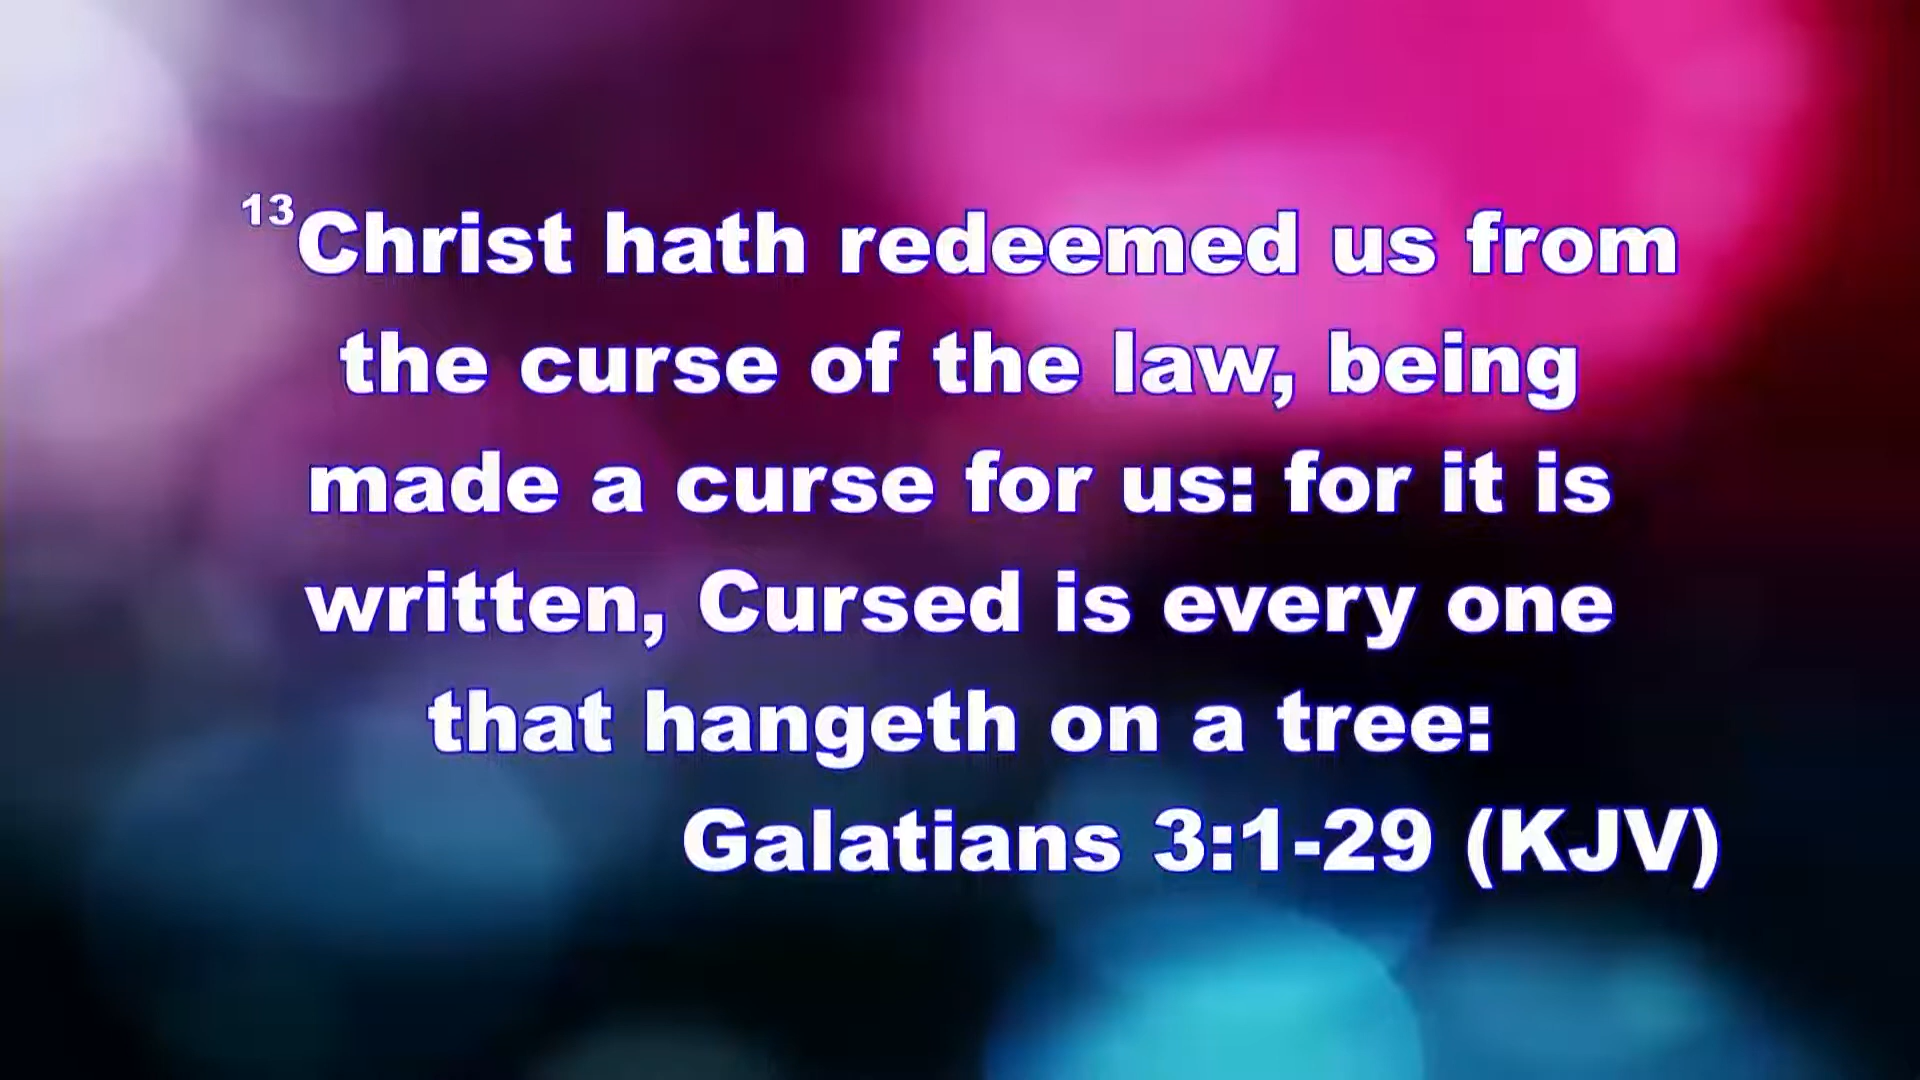 13Christ hath redeemed us from
the curse of the law, being
made a curse for us: for it is
written, Cursed is every one
that hangeth on a tree:
Galatians 3:1-29 (KJV)